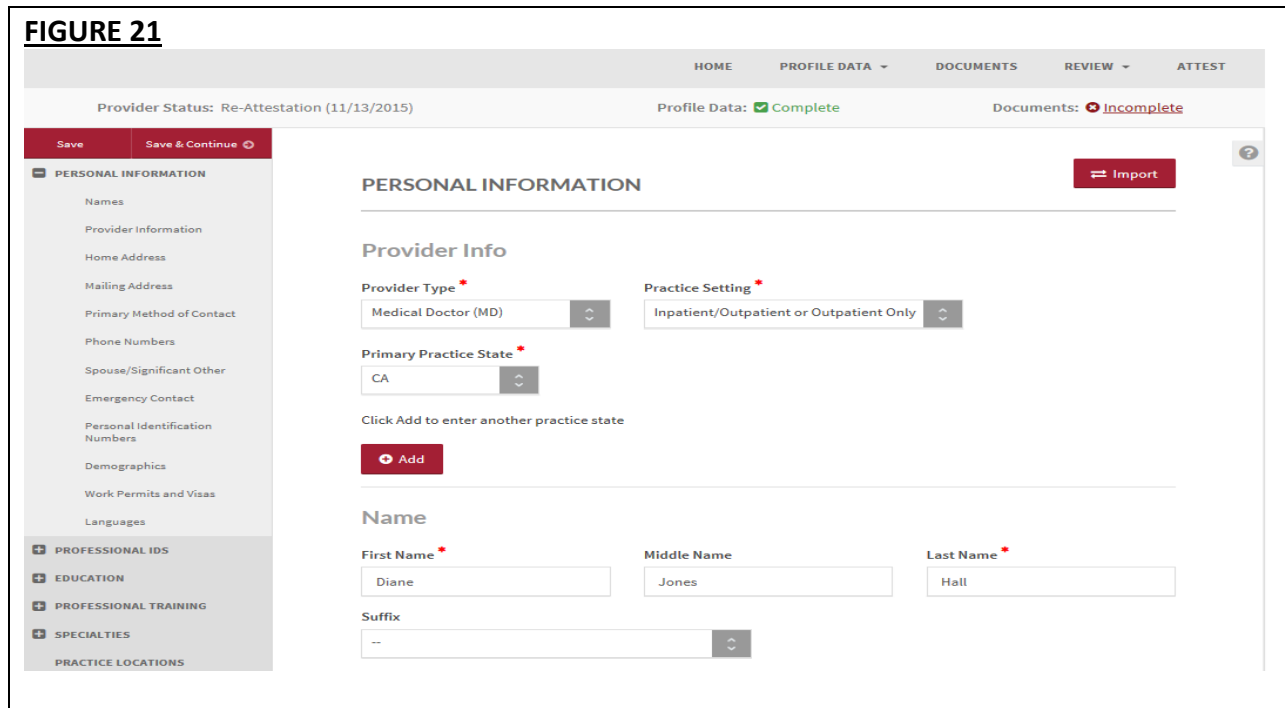 FIGURE 21
HOME PROFILE DATA DOCUMENTS REVIEW ATTEST
Provider Status: Re-Attestation (11/13/2015) Profile Data: Complete Documents: Incomplete
Save Save & Continue
PERSONAL INFORMATION
Names
Provider Information
Home Address
Mailing Address
Primary Method of Contact
Phone Numbers
Spouse/Significant Other
Emergency Contact
Personal Identification
Numbers
Demographics
Work Permits and Visas
Languages
PROFESSIONAL IDS
EDUCATION
PROFESSIONAL TRAINING
SPECIALTIES
PRACTICE LOCATIONS
?
PERSONAL INFORMATION
Import
Provider Info
Provider Type * Practice Setting *
Medical Doctor (MD) Inpatient/Outpatient or Outpatient Only
Primary Practice State *
CA
Click Add to enter another practice state
Add
Name
First Name * Middle Name Last Name *
Diane Jones Hall
Suffix
--